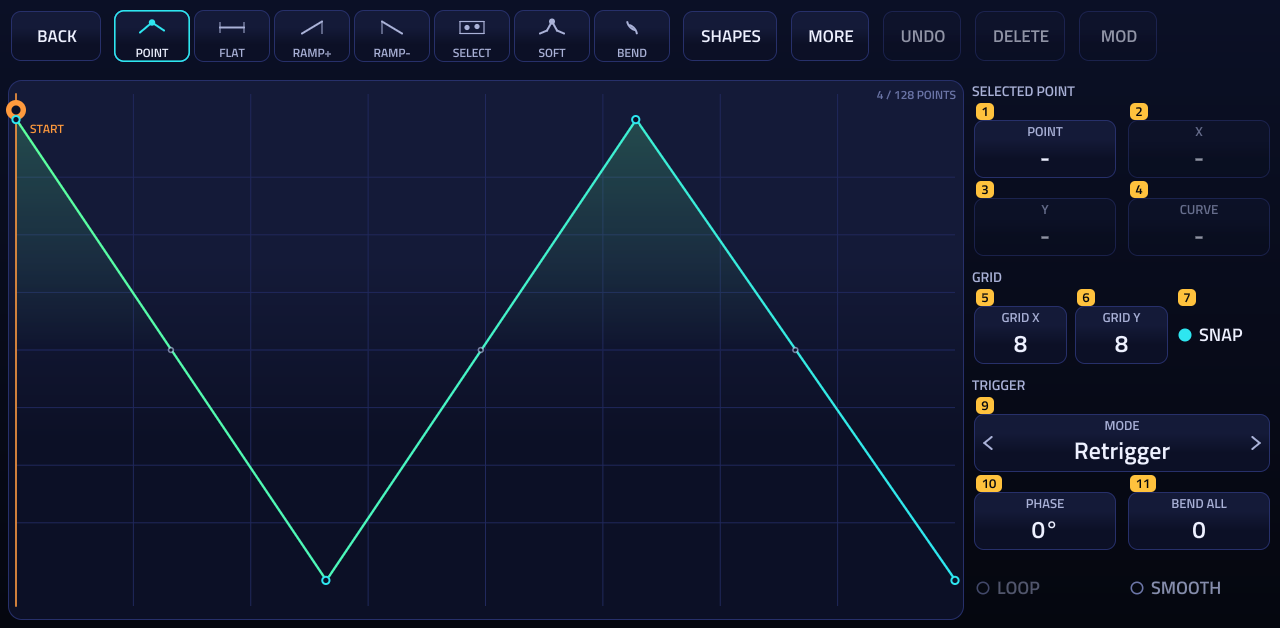 BACK
POINT
FLAT
RAMP+
RAMP-
SELECT
SOFT
BEND
SHAPES
MORE
UNDO
DELETE
MOD
4 / 128 POINTS
START
SELECTED POINT
1
POINT
-
2
X
-
3
Y
-
4
CURVE
-
GRID
5
GRID X
8
6
GRID Y
8
7
SNAP
TRIGGER
9
MODE
Retrigger
10
PHASE
0°
11
BEND ALL
0
LOOP
SMOOTH